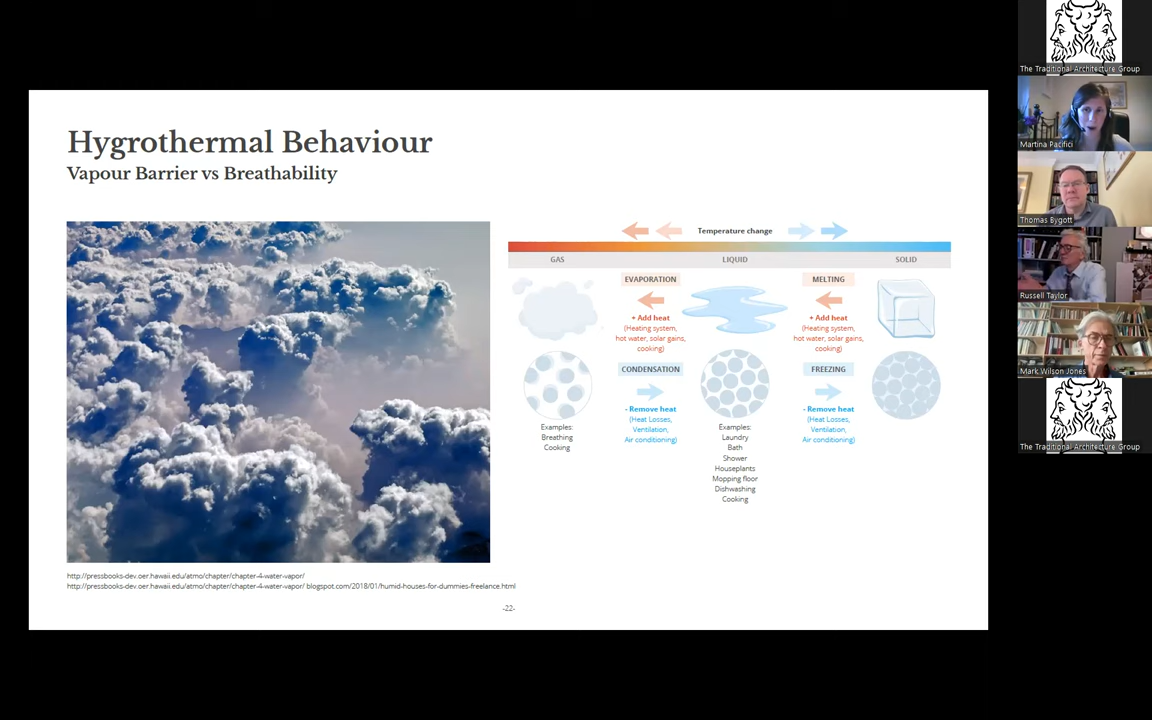 Hygrothermal Behaviour
Vapour Barrier vs Breathability
Temperature change
GAS
LIQUID
SOLID
EVAPORATION
+ Add heat
(Heating system,
hot water, solar gains,
cooking)
MELTING
+ Add heat
(Heating system,
hot water, solar gains,
cooking)
CONDENSATION
- Remove heat
(Heat Losses,
Ventilation,
Air conditioning)
FREEZING
- Remove heat
(Heat Losses,
Ventilation,
Air conditioning)
Examples:
Breathing
Cooking
Examples:
Laundry
Bath
Shower
Houseplants
Mopping floor
Dishwashing
Cooking
http://pressbooks-dev.oer.hawaii.edu/atmo/chapter/chapter-4-water-vapor/
http://pressbooks-dev.oer.hawaii.edu/atmo/chapter/chapter-4-water-vapor/ blogspot.com/2018/01/humid-houses-for-dummies-freelance.html
-22-
The Traditional Architecture Group
Martina Pacifici
Thomas Bygott
Russell Taylor
Mark Wilson Jones
The Traditional Architecture Group